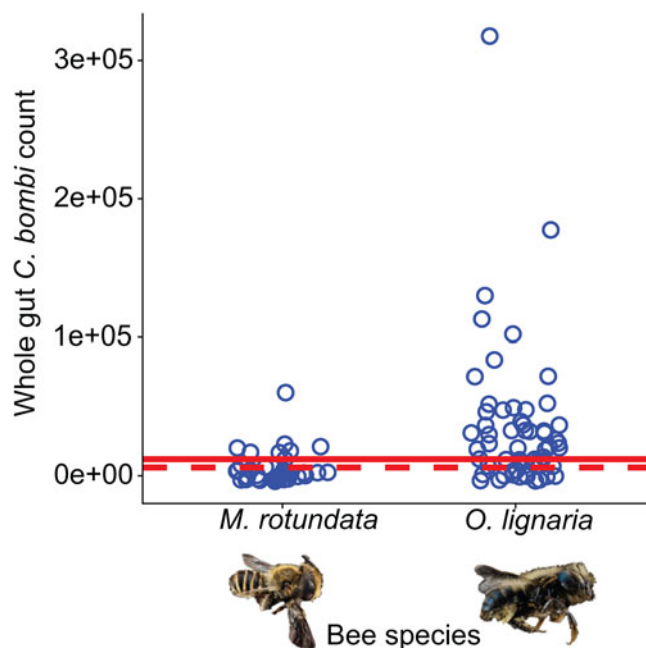 Whole gut C. bombi count
3e+05
2e+05
1e+05
0e+00
M. rotundata
O. lignaria
Bee species